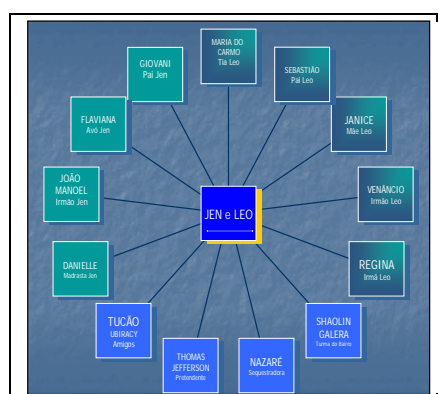 MARIA DO
CARMO
Tia Leo
GIOVANI
Pai Jen
SEBASTIÃO
Pai Leo
FLAVIANA
Avó Jen
JANICE
Mãe Leo
JOÃO
MANOEL
Irmão Jen
VENÂNCIO
Irmão Leo
JEN e LEO
DANIELLE
Madrasta Jen
REGINA
Irmã Leo
TUCÃO
UBIRACY
Amigos
SHAOLIN
GALERA
Turma do Bairro
THOMAS
JEFFERSON
Pretendente
NAZARÉ
Sequestradora